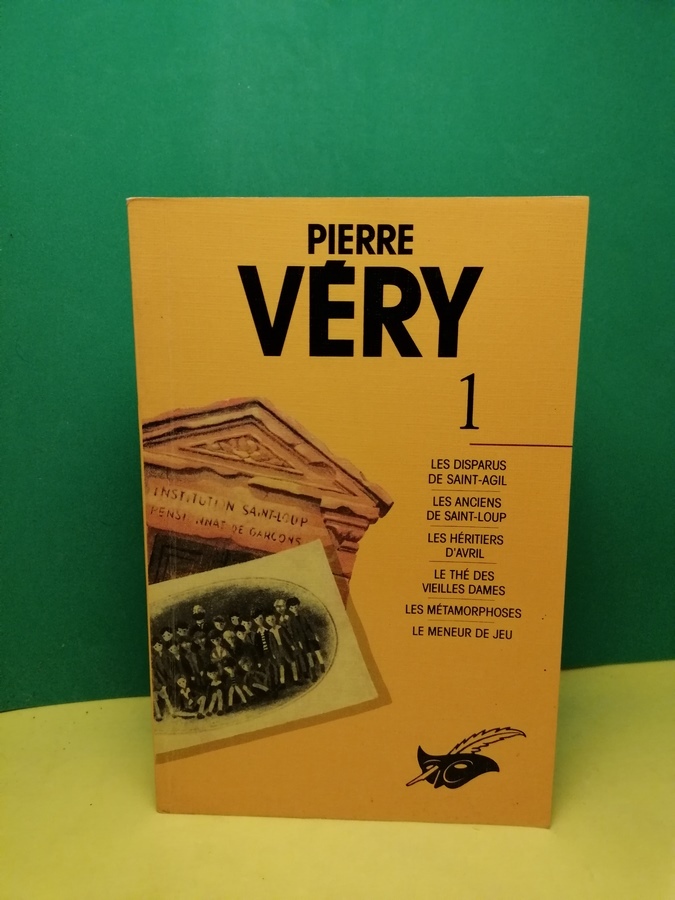 PIERRE
VÉRY
1
LES DISPARUS
DE SAINT-AGIL
LES ANCIENS
DE SAINT-LOUP
LES HÉRITIERS
D'AVRIL
LE THÉ DES
VIEILLES DAMES
LES MÉTAMORPHOSES
LE MENEUR DE JEU
INSTITUTION SAINT-LOUP
PENSIONNAT DE GARÇONS